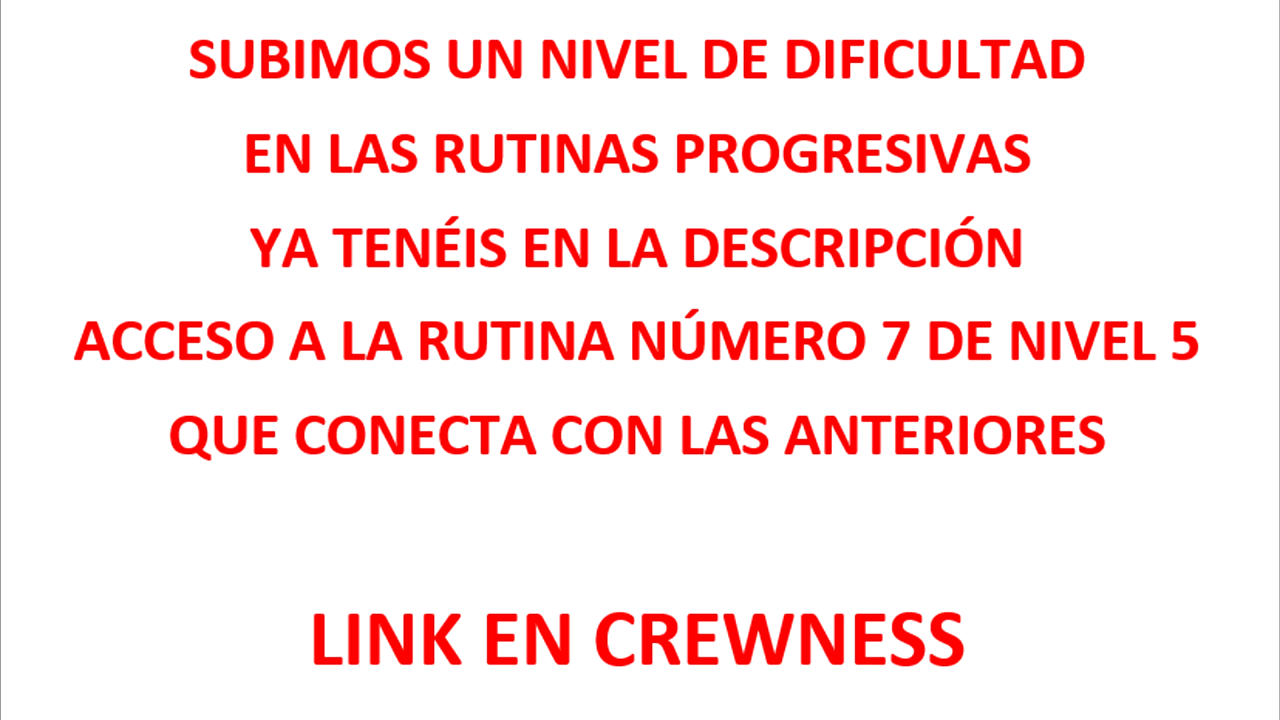 SUBIMOS UN NIVEL DE DIFICULTAD
EN LAS RUTINAS PROGRESIVAS
YA TENÉIS EN LA DESCRIPCIÓN
ACCESO A LA RUTINA NÚMERO 7 DE NIVEL 5
QUE CONECTA CON LAS ANTERIORES
LINK EN CREWNESS